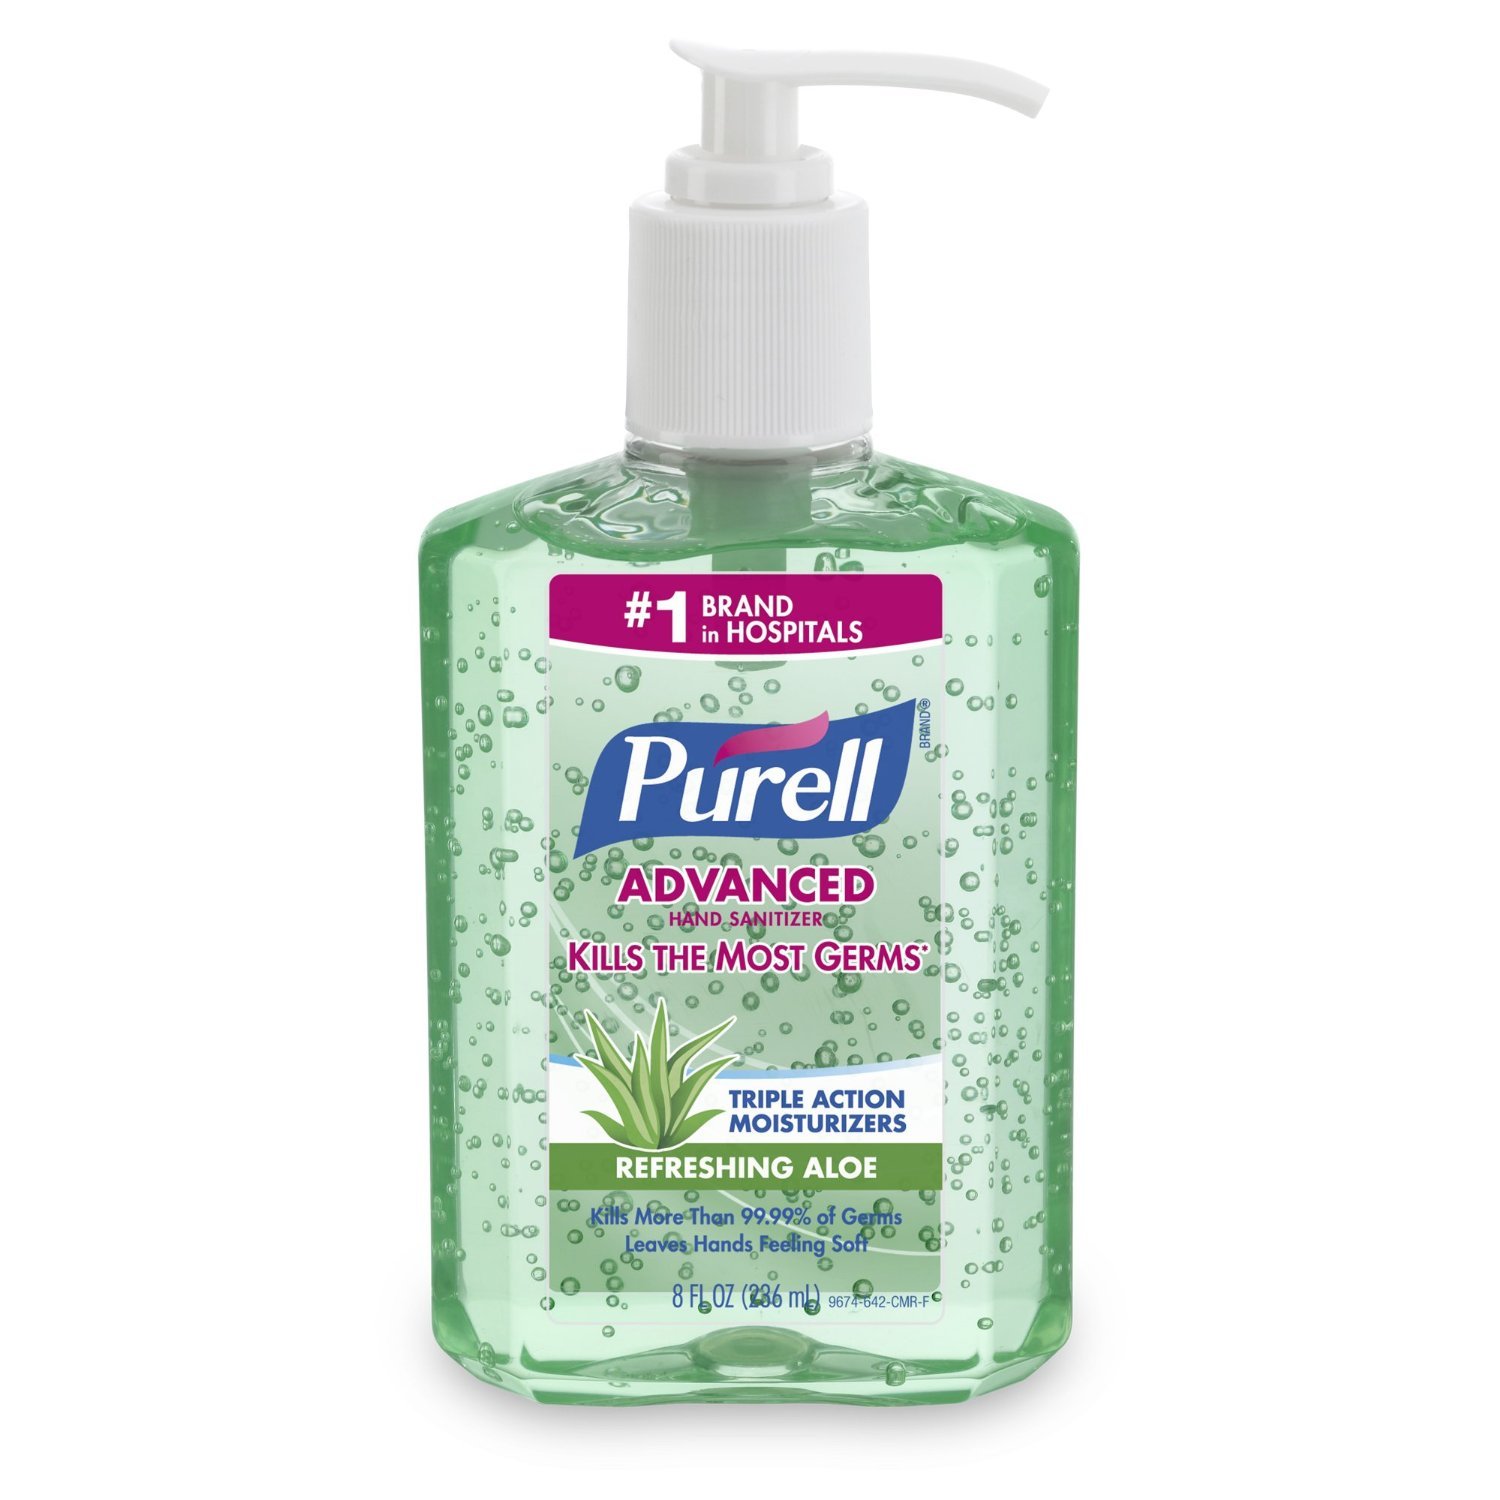 #1 BRAND
in HOSPITALS
Purell
BRAND®
ADVANCED
HAND SANITIZER
KILLS THE MOST GERMS*
TRIPLE ACTION
MOISTURIZERS
REFRESHING ALOE
Kills More Than 99.99% of Germs
Leaves Hands Feeling Soft
8 FL OZ (236 mL) 9674-642-CMR-F